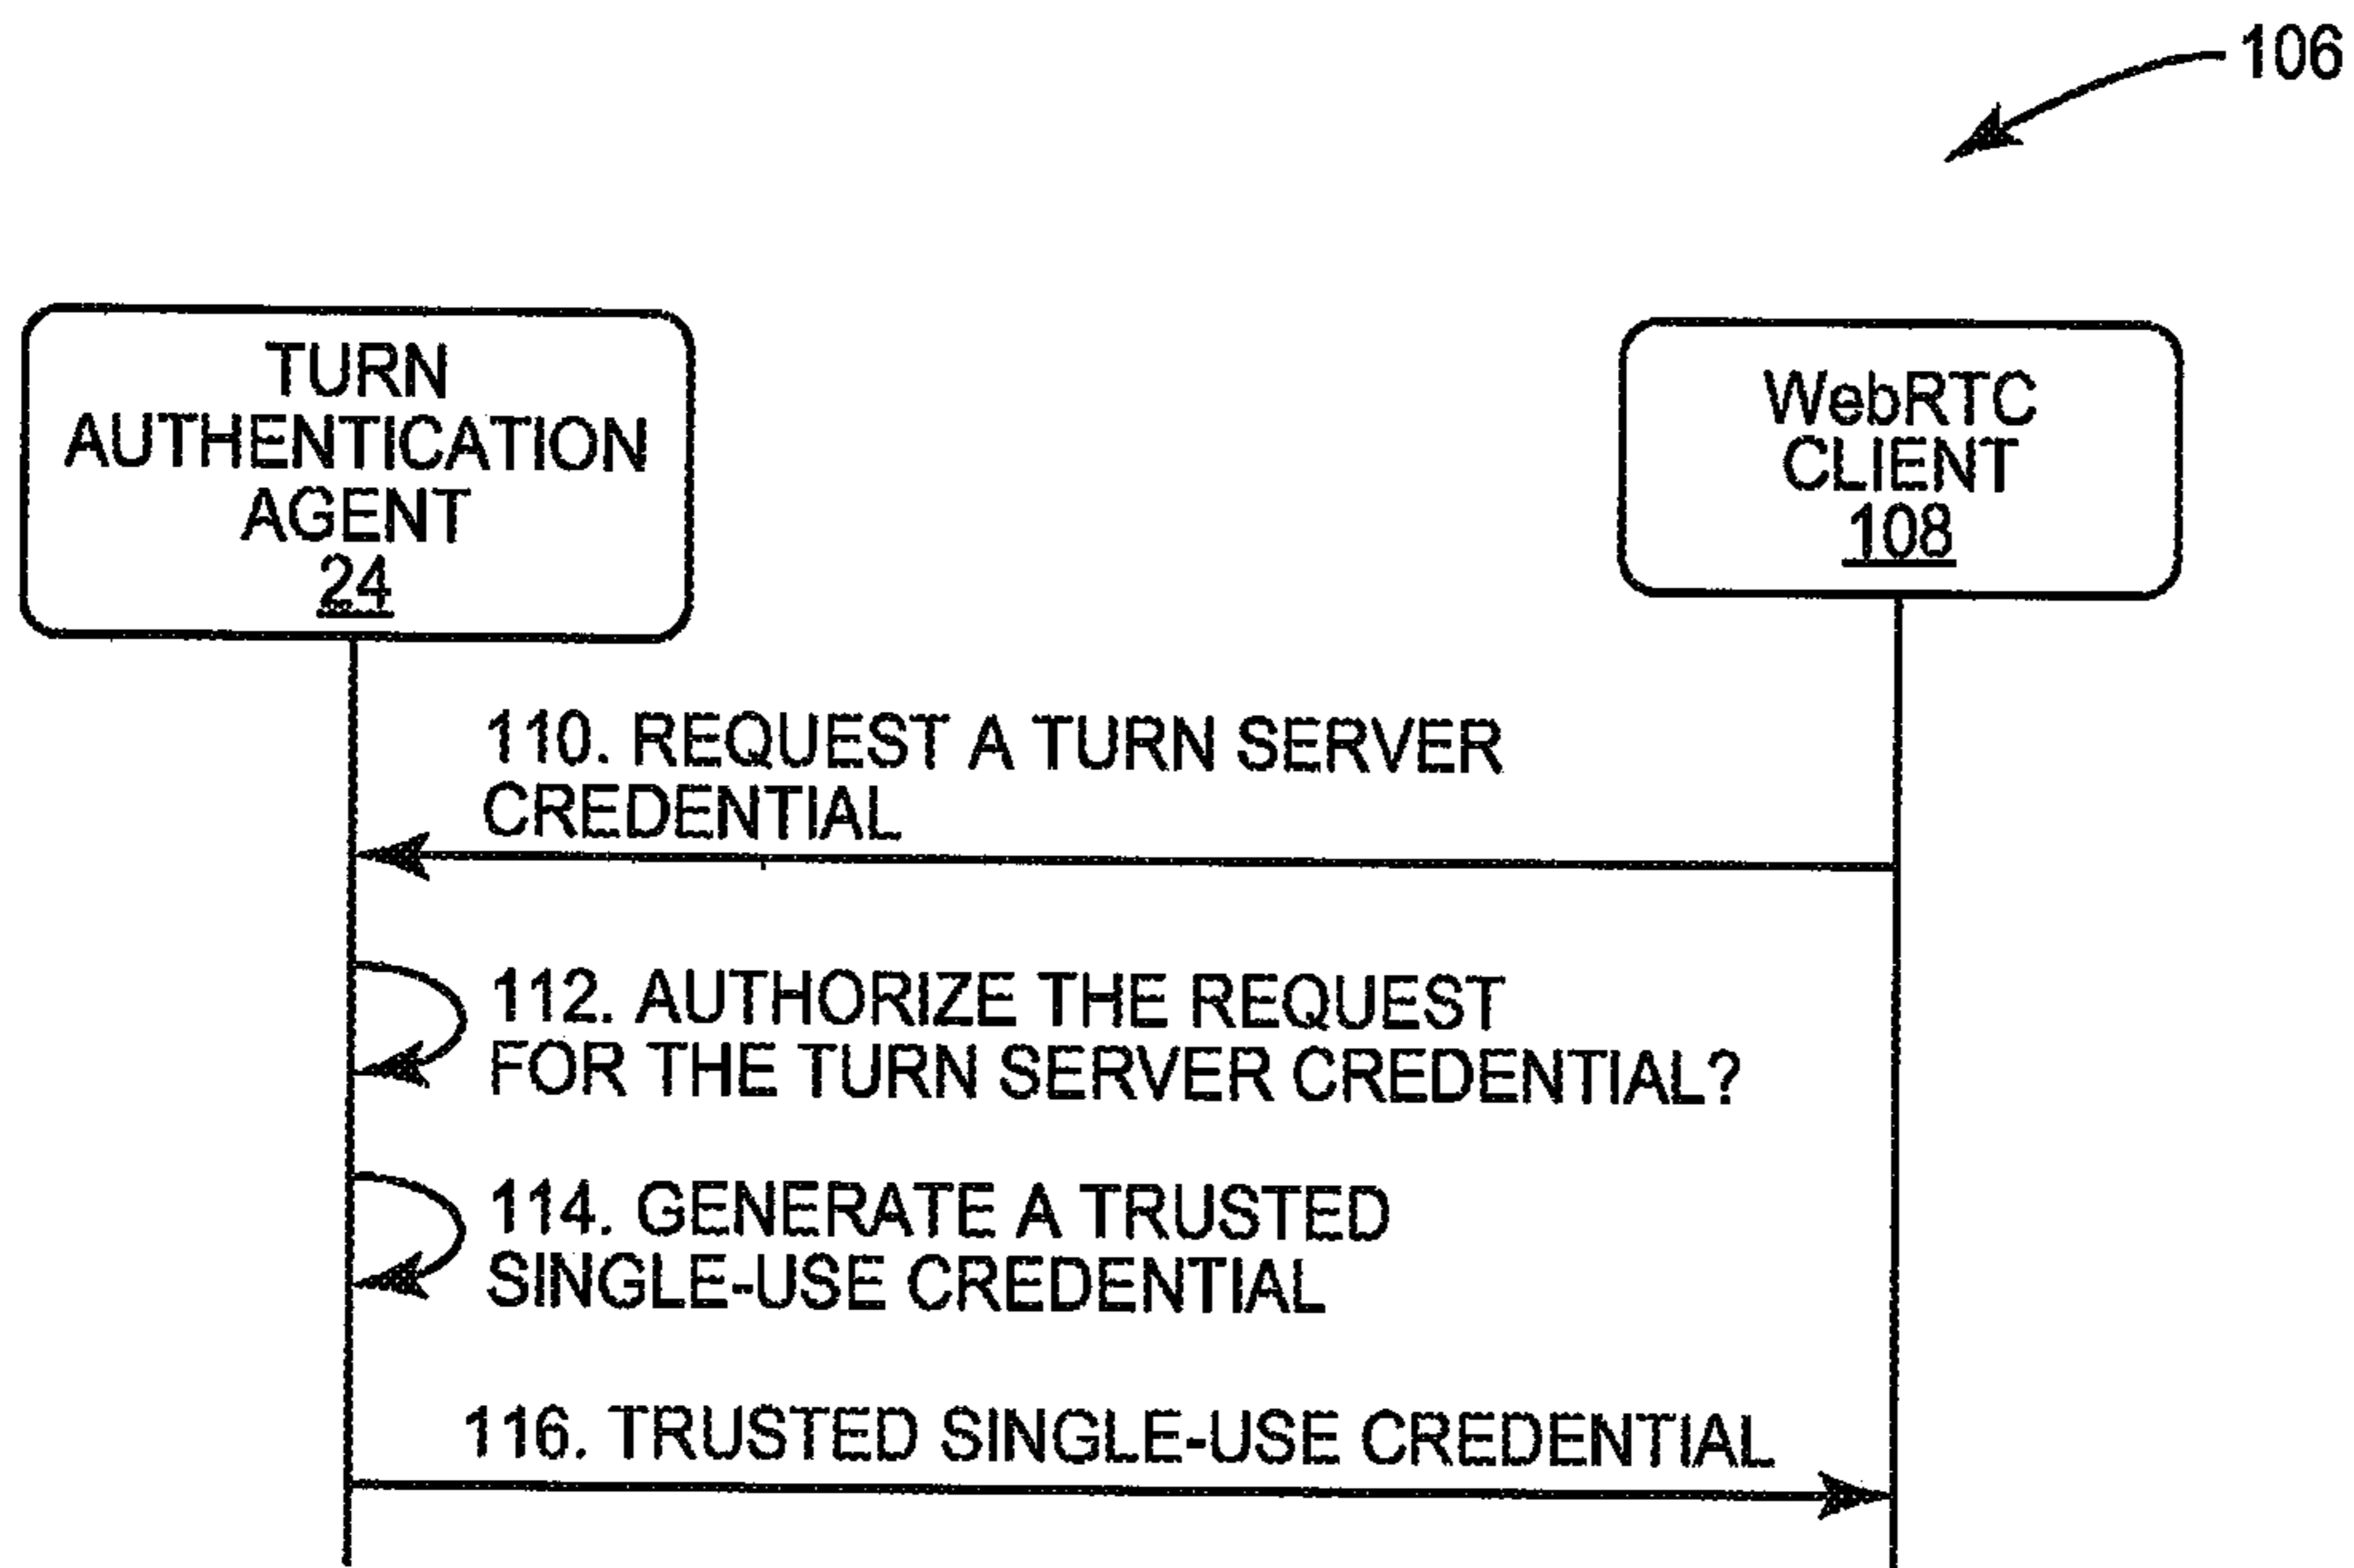 106
TURN
AUTHENTICATION
AGENT
24
WebRTC
CLIENT
108
110. REQUEST A TURN SERVER
CREDENTIAL
112. AUTHORIZE THE REQUEST
FOR THE TURN SERVER CREDENTIAL?
114. GENERATE A TRUSTED
SINGLE-USE CREDENTIAL
116. TRUSTED SINGLE-USE CREDENTIAL